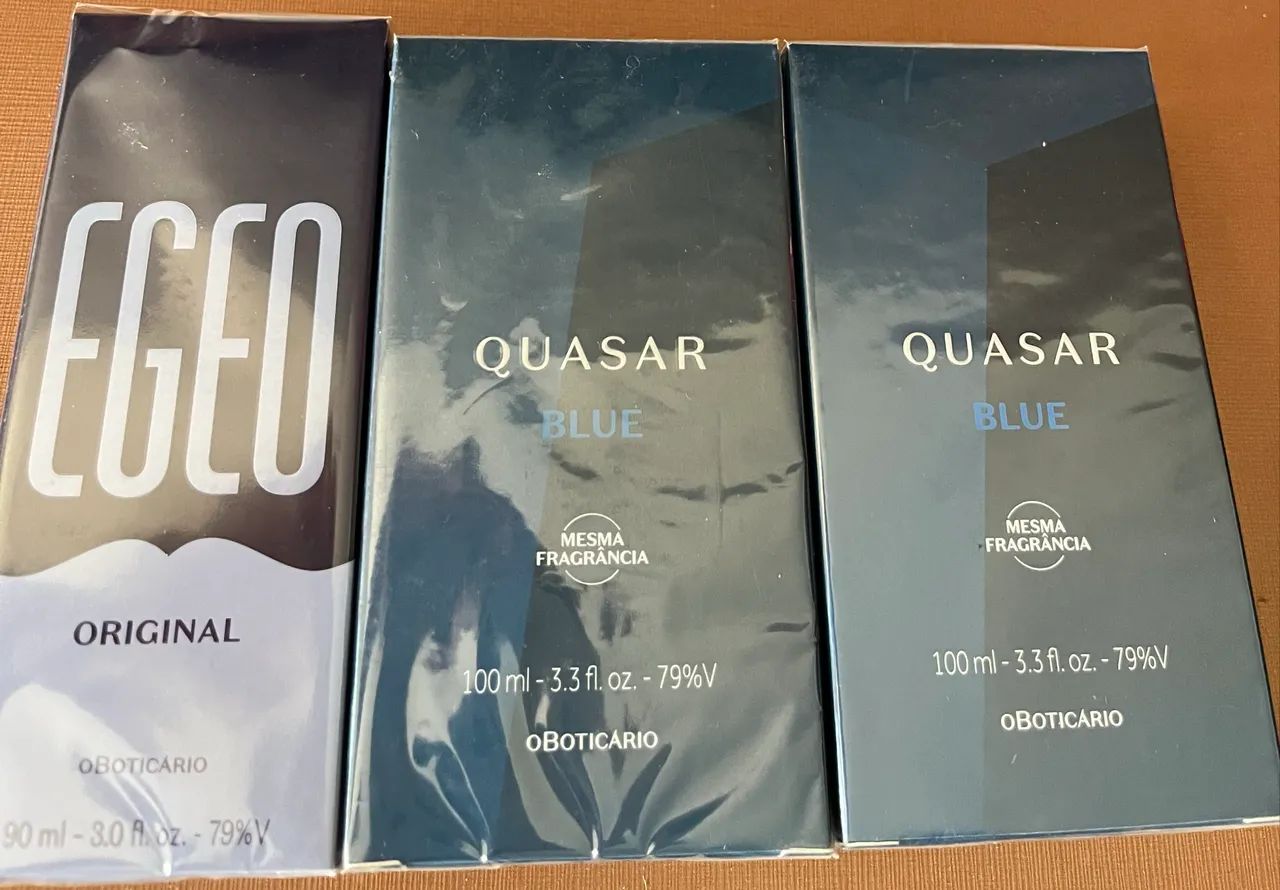 EGEO
ORIGINAL
oBOTICÁRIO
90 ml - 3.0 fl. oz. - 79%V
QUASAR
BLUE
MESMA
FRAGRÂNCIA
100 ml - 3.3 fl. oz. - 79%V
oBOTICÁRIO
QUASAR
BLUE
MESMA
FRAGRÂNCIA
100 ml - 3.3 fl. oz. - 79%V
oBOTICÁRIO